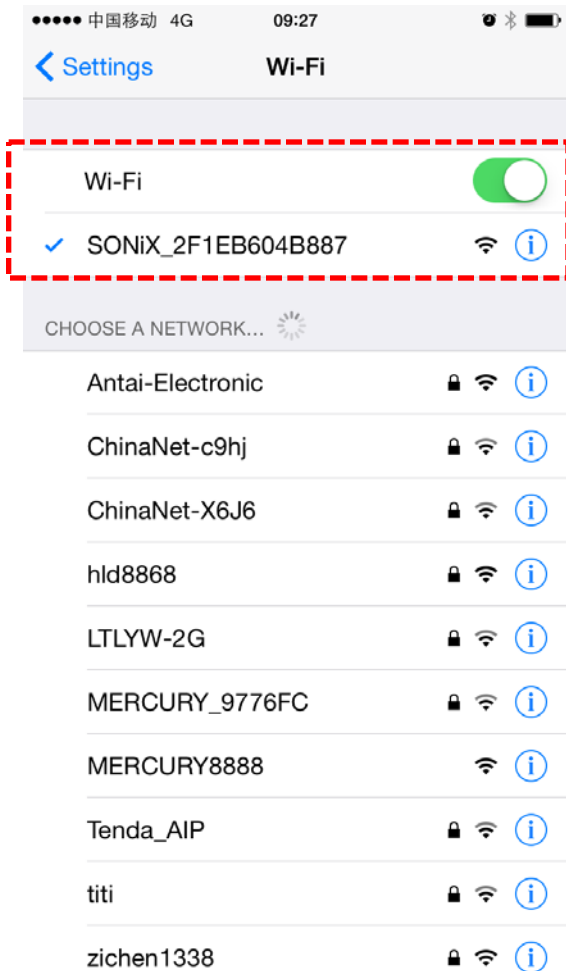 中国移动 4G 09:27
Settings Wi-Fi
Wi-Fi
SONiX_2F1EB604B887
CHOOSE A NETWORK...
Antai-Electronic
ChinaNet-c9hj
ChinaNet-X6J6
hld8868
LTLYW-2G
MERCURY_9776FC
MERCURY8888
Tenda_AIP
titi
zichen1338